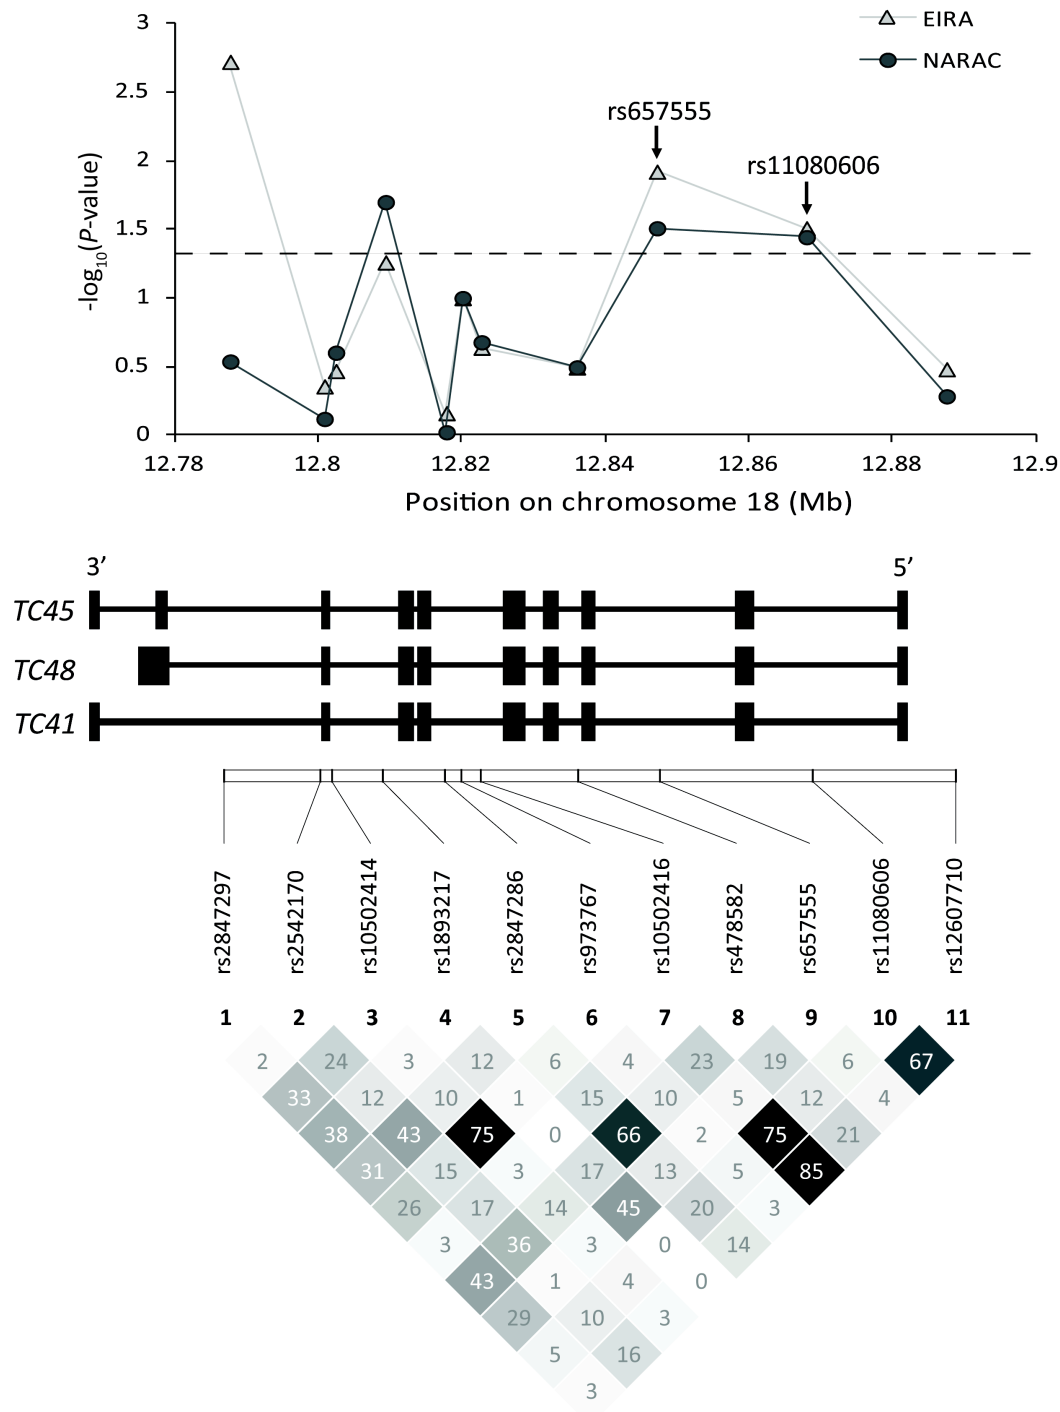 3
EIRA
NARAC
2.5
rs657555
2
rs11080606
1.5
1
0.5
0
-log10(P-value)
12.78 12.8 12.82 12.84 12.86 12.88 12.9
Position on chromosome 18 (Mb)
3’ 5’
TC45
TC48
TC41
rs2847297
rs2542170
rs10502414
rs1893217
rs2847286
rs973767
rs10502416
rs478582
rs657555
rs11080606
rs12607710
1 2 3 4 5 6 7 8 9 10 11
2 24 3 12 6 4 23 19 6 67
33 12 10 1 15 10 5 12 4
38 43 75 0 66 2 75 21
31 15 3 17 13 5 85
26 17 14 45 20 3
3 36 3 0 14
43 1 4 0
29 10 3
5 16
3